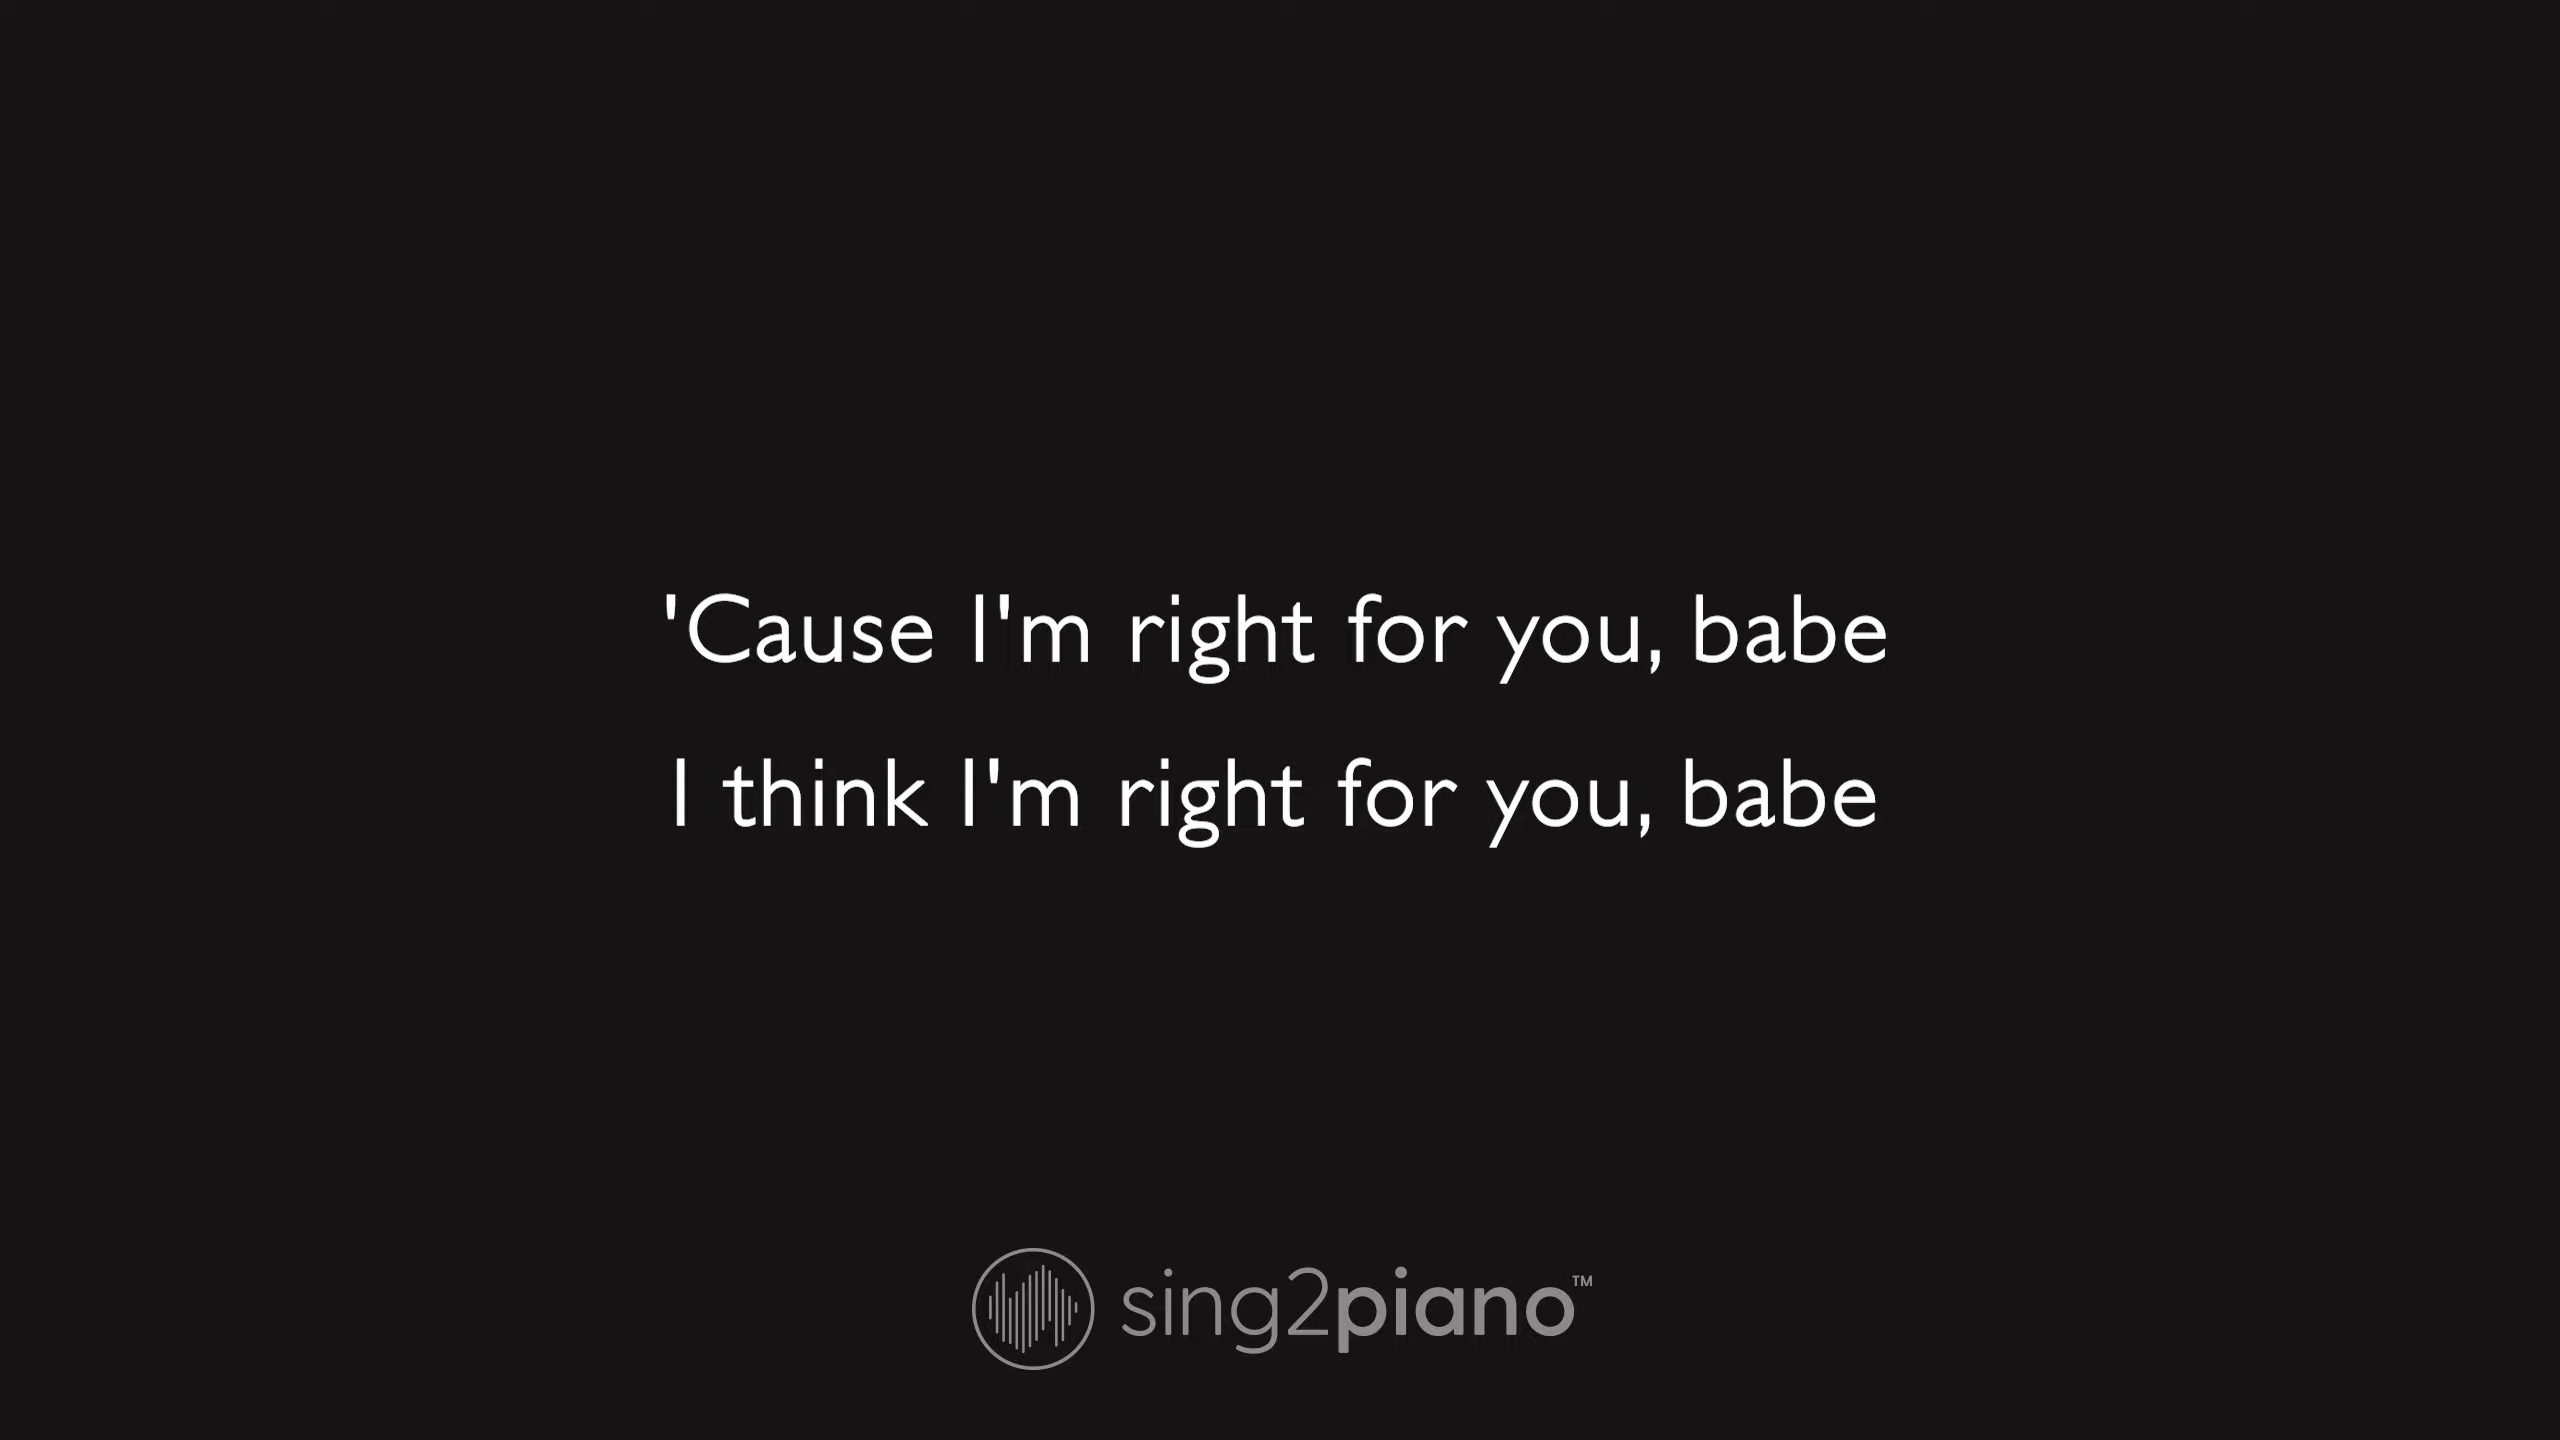 'Cause I'm right for you, babe
I think I'm right for you, babe
sing2piano™